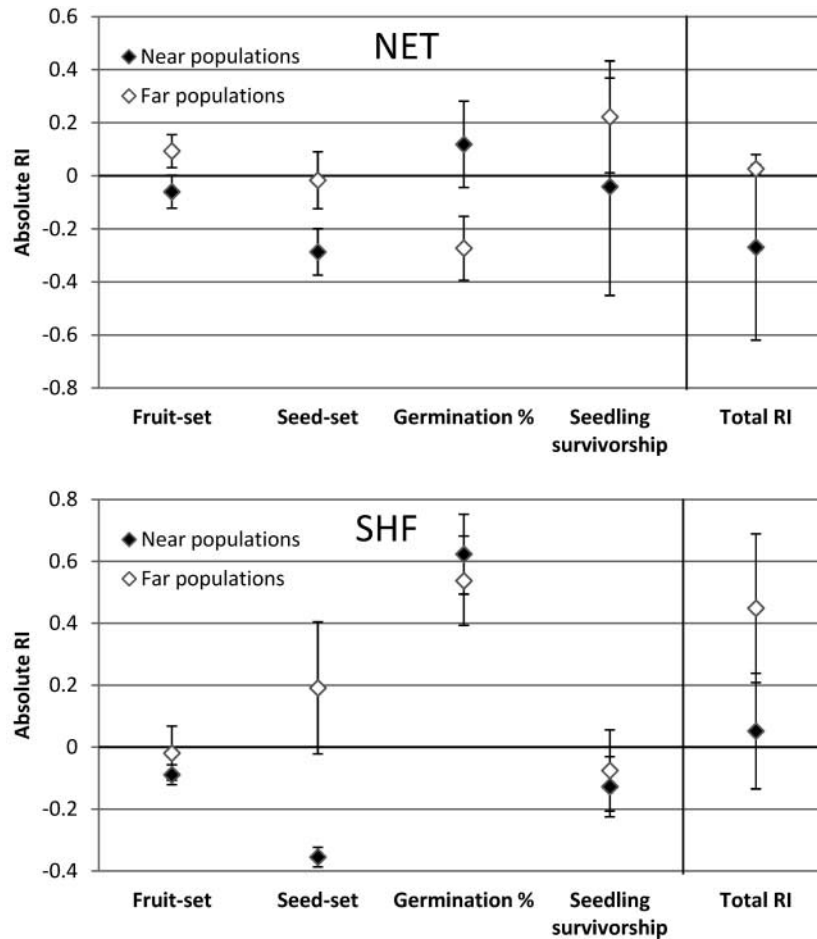 0.6
NET
Near populations
0.4
Far populations
0.2
0
-0.2
-0.4
-0.6
-0.8
Absolute RI
Fruit-set
Seed-set
Germination %
Seedling
survivorship
Total RI
0.8
SHF
Near populations
0.6
Far populations
0.4
0.2
0
-0.2
-0.4
Absolute RI
Fruit-set
Seed-set
Germination %
Seedling
survivorship
Total RI